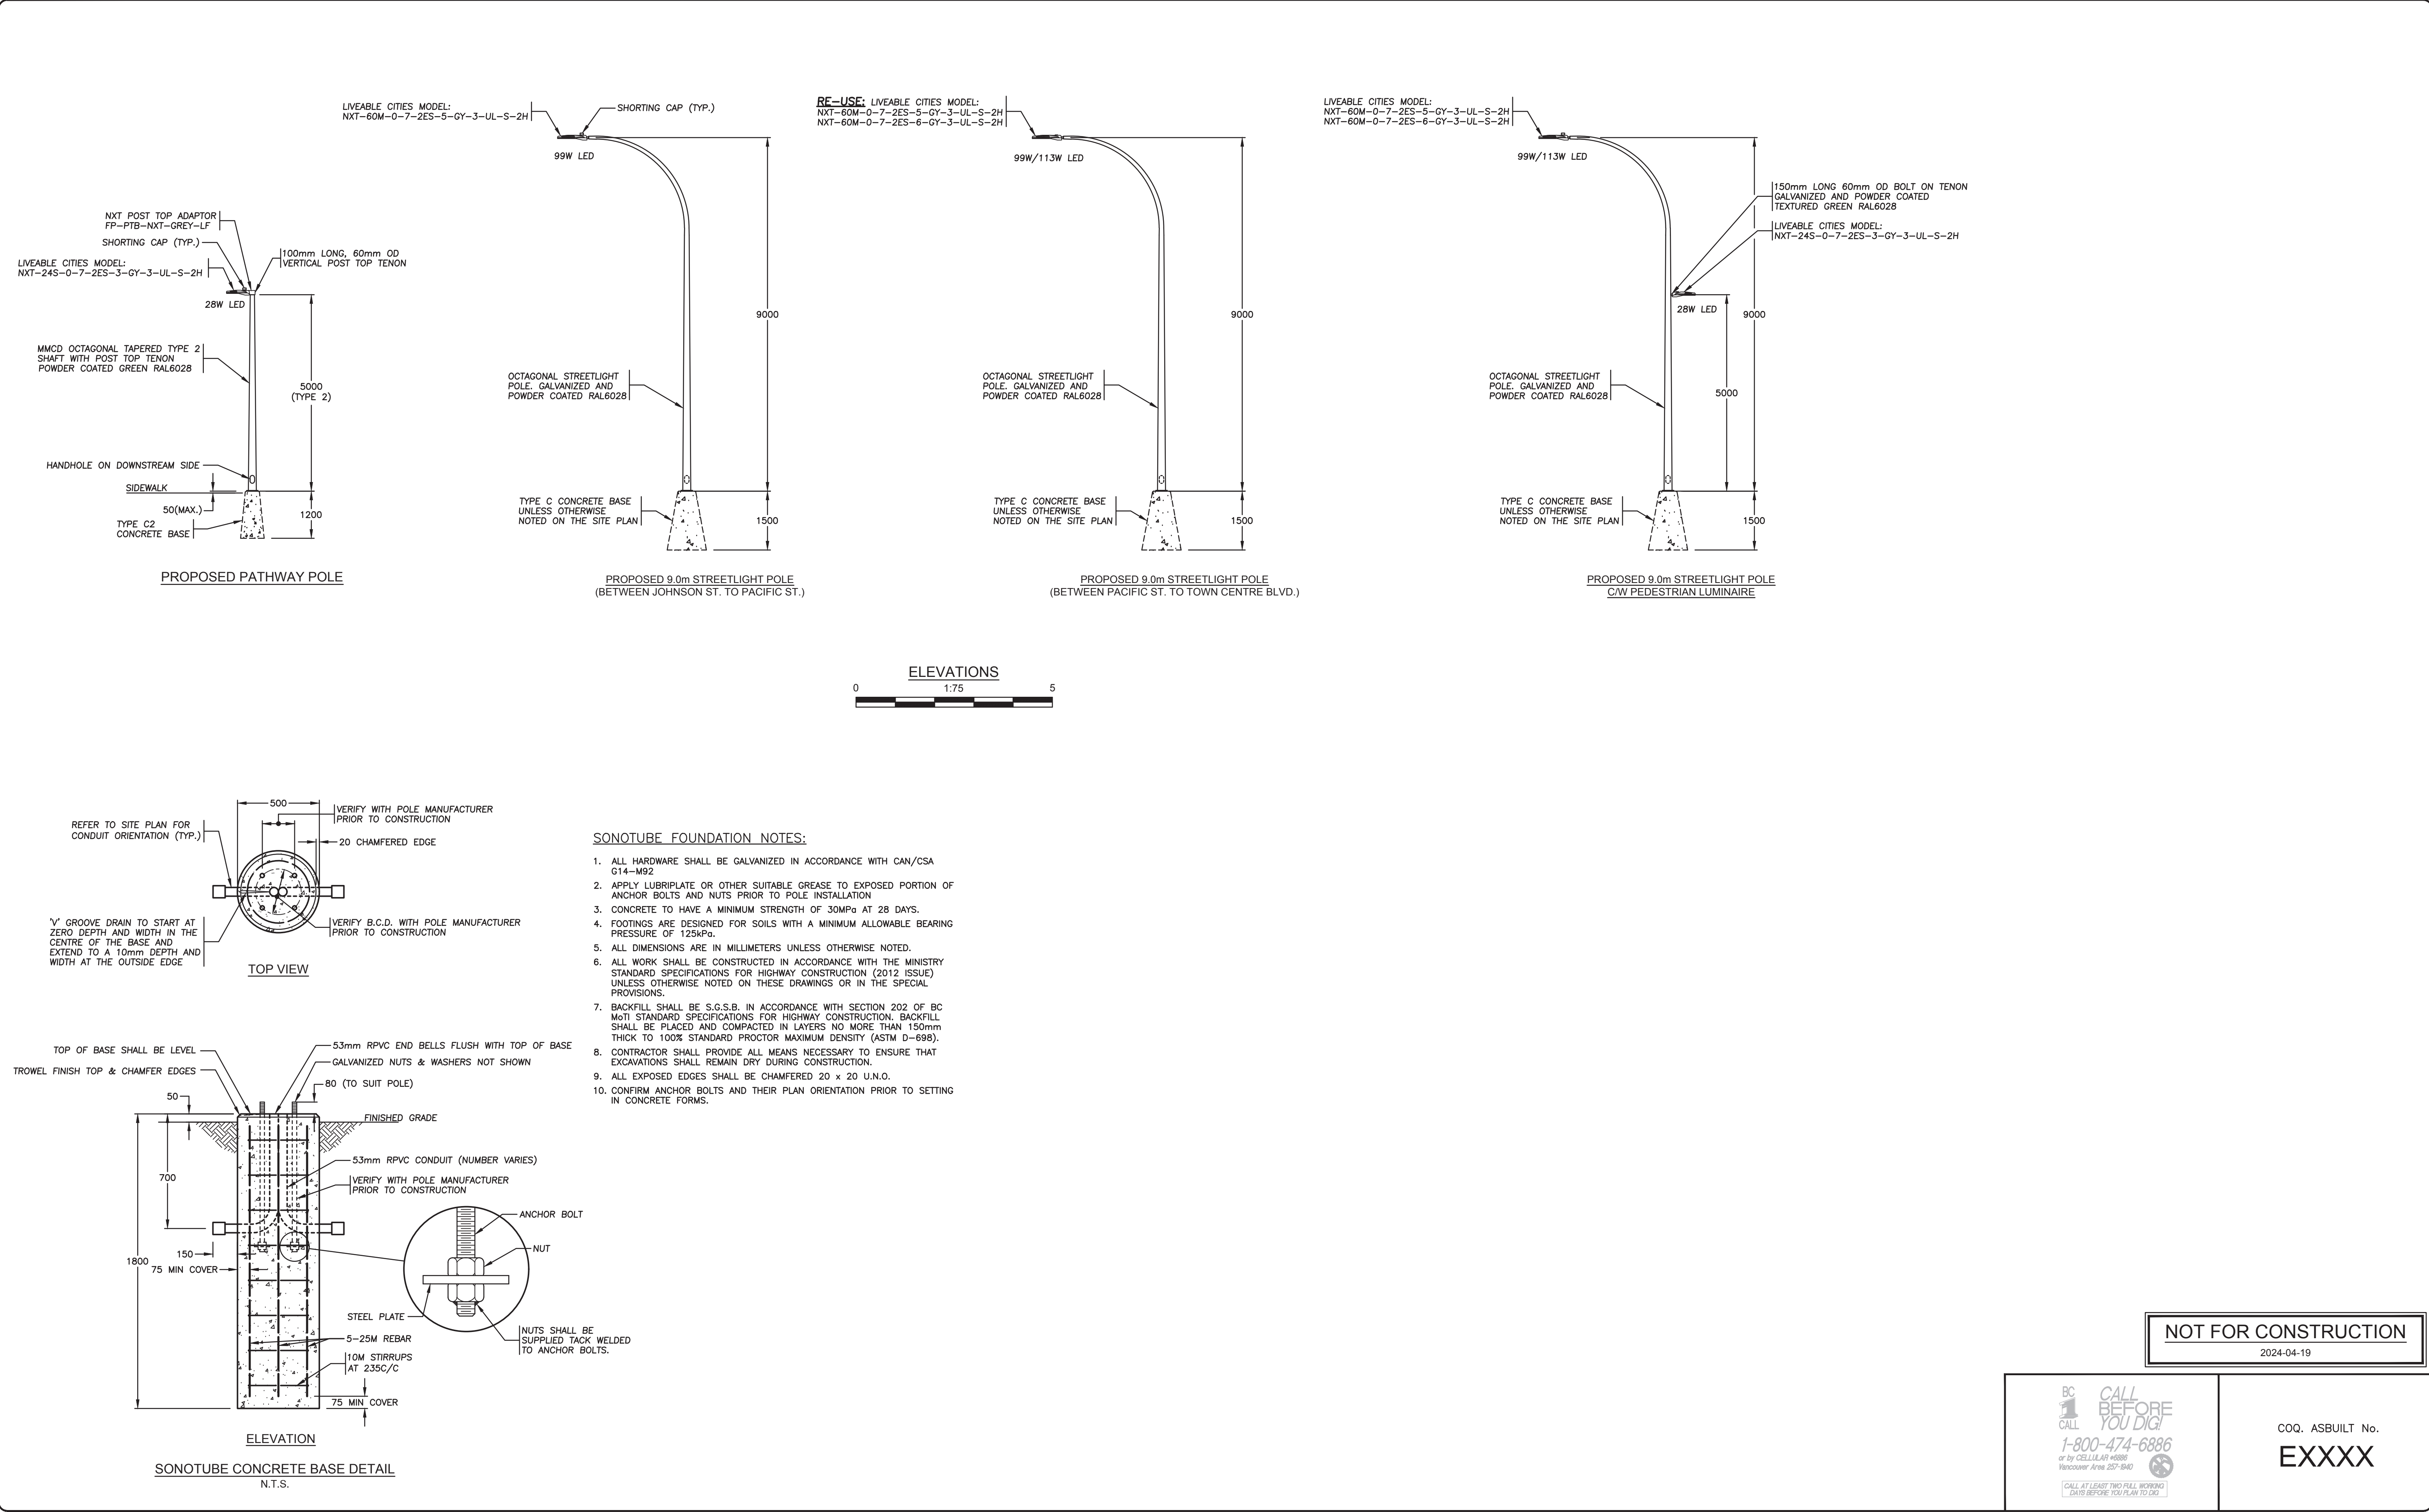 LIVEABLE CITIES MODEL:
NXT-60M-0-7-2ES-5-GY-3-UL-S-2H
SHORTING CAP (TYP.)
99W LED
9000
OCTAGONAL STREETLIGHT
POLE. GALVANIZED AND
POWDER COATED RAL6028
TYPE C CONCRETE BASE
UNLESS OTHERWISE
NOTED ON THE SITE PLAN
1500
PROPOSED 9.0m STREETLIGHT POLE
(BETWEEN JOHNSON ST. TO PACIFIC ST.)
RE-USE: LIVEABLE CITIES MODEL:
NXT-60M-0-7-2ES-5-GY-3-UL-S-2H
NXT-60M-0-7-2ES-6-GY-3-UL-S-2H
99W/113W LED
9000
OCTAGONAL STREETLIGHT
POLE. GALVANIZED AND
POWDER COATED RAL6028
TYPE C CONCRETE BASE
UNLESS OTHERWISE
NOTED ON THE SITE PLAN
1500
PROPOSED 9.0m STREETLIGHT POLE
(BETWEEN PACIFIC ST. TO TOWN CENTRE BLVD.)
LIVEABLE CITIES MODEL:
NXT-60M-0-7-2ES-5-GY-3-UL-S-2H
NXT-60M-0-7-2ES-6-GY-3-UL-S-2H
99W/113W LED
150mm LONG 60mm OD BOLT ON TENON
GALVANIZED AND POWDER COATED
TEXTURED GREEN RAL6028
LIVEABLE CITIES MODEL:
NXT-24S-0-7-2ES-3-GY-3-UL-S-2H
28W LED
9000
5000
OCTAGONAL STREETLIGHT
POLE. GALVANIZED AND
POWDER COATED RAL6028
TYPE C CONCRETE BASE
UNLESS OTHERWISE
NOTED ON THE SITE PLAN
1500
PROPOSED 9.0m STREETLIGHT POLE
C/W PEDESTRIAN LUMINAIRE
NXT POST TOP ADAPTOR
FP-PTB-NXT-GREY-LF
SHORTING CAP (TYP.)
100mm LONG, 60mm OD
VERTICAL POST TOP TENON
LIVEABLE CITIES MODEL:
NXT-24S-0-7-2ES-3-GY-3-UL-S-2H
28W LED
MMCD OCTAGONAL TAPERED TYPE 2
SHAFT WITH POST TOP TENON
POWDER COATED GREEN RAL6028
5000
(TYPE 2)
HANDHOLE ON DOWNSTREAM SIDE
SIDEWALK
50(MAX.)
1200
TYPE C2
CONCRETE BASE
PROPOSED PATHWAY POLE
ELEVATIONS
0 1:75 5
500
VERIFY WITH POLE MANUFACTURER
PRIOR TO CONSTRUCTION
REFER TO SITE PLAN FOR
CONDUIT ORIENTATION (TYP.)
20 CHAMFERED EDGE
'V' GROOVE DRAIN TO START AT
ZERO DEPTH AND WIDTH IN THE
CENTRE OF THE BASE AND
EXTEND TO A 10mm DEPTH AND
WIDTH AT THE OUTSIDE EDGE
VERIFY B.C.D. WITH POLE MANUFACTURER
PRIOR TO CONSTRUCTION
TOP VIEW
SONOTUBE FOUNDATION NOTES:
1. ALL HARDWARE SHALL BE GALVANIZED IN ACCORDANCE WITH CAN/CSA
G14-M92
2. APPLY LUBRIPLATE OR OTHER SUITABLE GREASE TO EXPOSED PORTION OF
ANCHOR BOLTS AND NUTS PRIOR TO POLE INSTALLATION
3. CONCRETE TO HAVE A MINIMUM STRENGTH OF 30MPa AT 28 DAYS.
4. FOOTINGS ARE DESIGNED FOR SOILS WITH A MINIMUM ALLOWABLE BEARING
PRESSURE OF 125kPa.
5. ALL DIMENSIONS ARE IN MILLIMETERS UNLESS OTHERWISE NOTED.
6. ALL WORK SHALL BE CONSTRUCTED IN ACCORDANCE WITH THE MINISTRY
STANDARD SPECIFICATIONS FOR HIGHWAY CONSTRUCTION (2012 ISSUE)
UNLESS OTHERWISE NOTED ON THESE DRAWINGS OR IN THE SPECIAL
PROVISIONS.
7. BACKFILL SHALL BE S.G.S.B. IN ACCORDANCE WITH SECTION 202 OF BC
MoTI STANDARD SPECIFICATIONS FOR HIGHWAY CONSTRUCTION. BACKFILL
SHALL BE PLACED AND COMPACTED IN LAYERS NO MORE THAN 150mm
THICK TO 100% STANDARD PROCTOR MAXIMUM DENSITY (ASTM D-698).
8. CONTRACTOR SHALL PROVIDE ALL MEANS NECESSARY TO ENSURE THAT
EXCAVATIONS SHALL REMAIN DRY DURING CONSTRUCTION.
9. ALL EXPOSED EDGES SHALL BE CHAMFERED 20 x 20 U.N.O.
10. CONFIRM ANCHOR BOLTS AND THEIR PLAN ORIENTATION PRIOR TO SETTING
IN CONCRETE FORMS.
TOP OF BASE SHALL BE LEVEL
TROWEL FINISH TOP & CHAMFER EDGES
53mm RPVC END BELLS FLUSH WITH TOP OF BASE
GALVANIZED NUTS & WASHERS NOT SHOWN
80 (TO SUIT POLE)
50
FINISHED GRADE
700
53mm RPVC CONDUIT (NUMBER VARIES)
VERIFY WITH POLE MANUFACTURER
PRIOR TO CONSTRUCTION
150
1800
75 MIN COVER
ANCHOR BOLT
NUT
STEEL PLATE
NUTS SHALL BE
SUPPLIED TACK WELDED
TO ANCHOR BOLTS.
5-25M REBAR
10M STIRRUPS
AT 235C/C
75 MIN COVER
ELEVATION
SONOTUBE CONCRETE BASE DETAIL
N.T.S.
NOT FOR CONSTRUCTION
2024-04-19
BC
1
CALL
CALL
BEFORE
YOU DIG!
1-800-474-6886
or by CELLULAR *6886
Vancouver Area 257-1940
CALL AT LEAST TWO FULL WORKING
DAYS BEFORE YOU PLAN TO DIG
COQ. ASBUILT No.
EXXXX